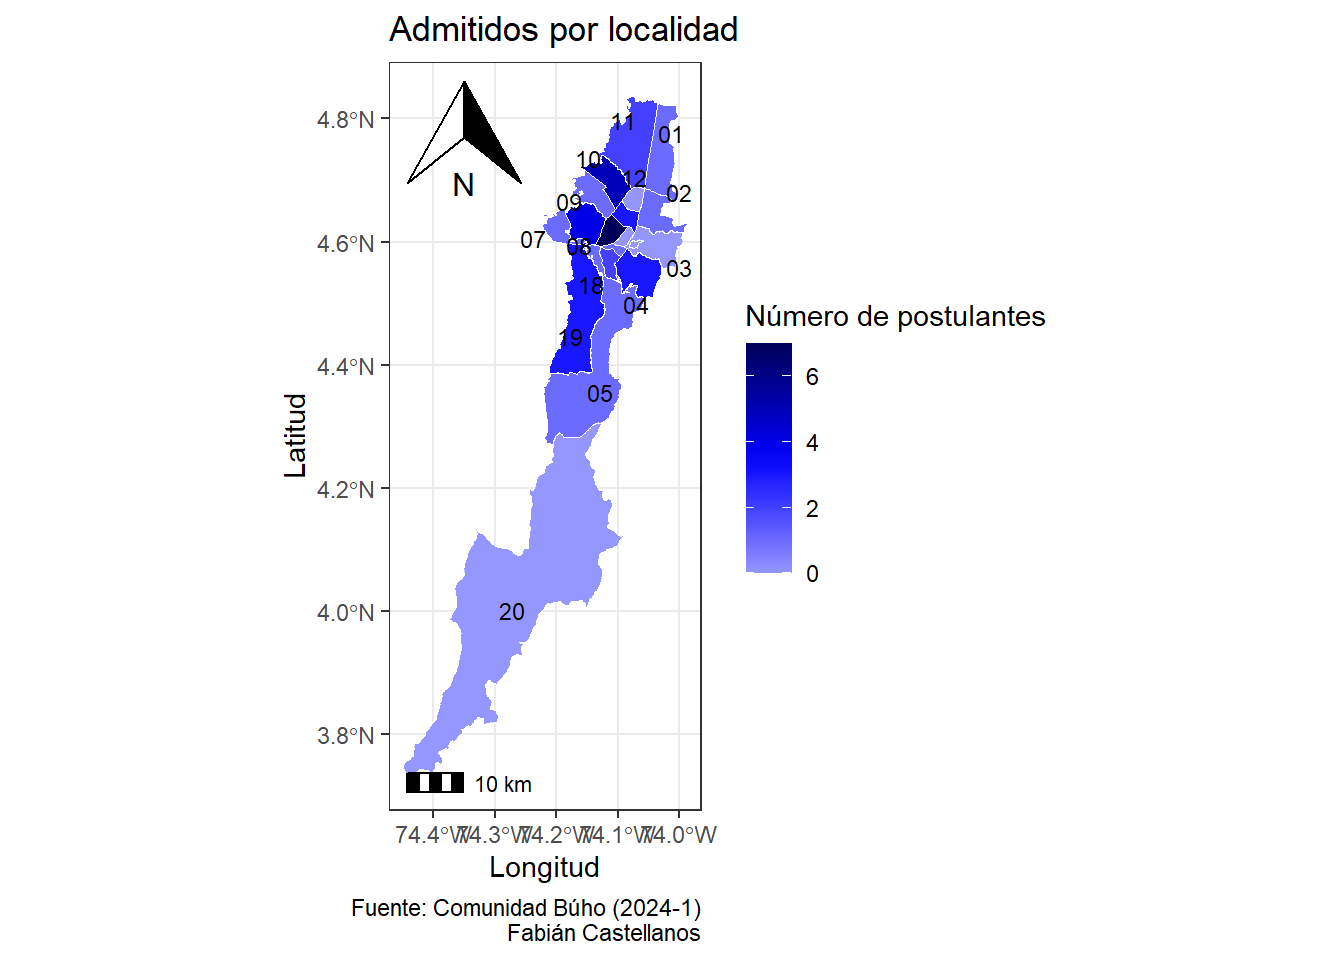 Admitidos por localidad
4.8°N
4.6°N
4.4°N
4.2°N
4.0°N
3.8°N
Latitud
N
11
01
10
12
02
09
07
08
03
18
04
19
05
20
10 km
74.4°W
74.3°W
74.2°W
74.1°W
74.0°W
Longitud
Número de postulantes
6
4
2
0
Fuente: Comunidad Búho (2024-1)
Fabián Castellanos